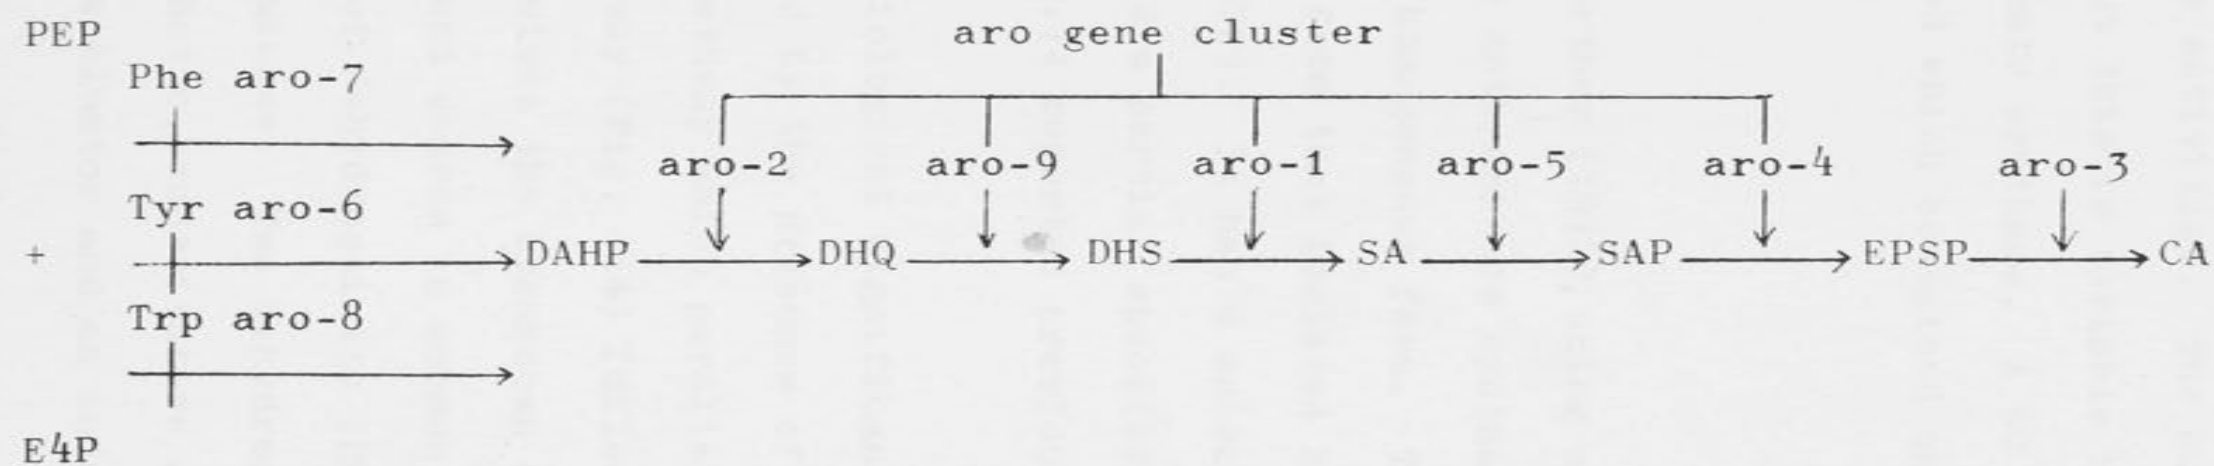 PEP
aro gene cluster
Phe aro-7
aro-2 aro-9 aro-1 aro-5 aro-4 aro-3
Tyr aro-6
+ DAHP DHQ DHS SA SAP EPSP CA
Trp aro-8
E4P